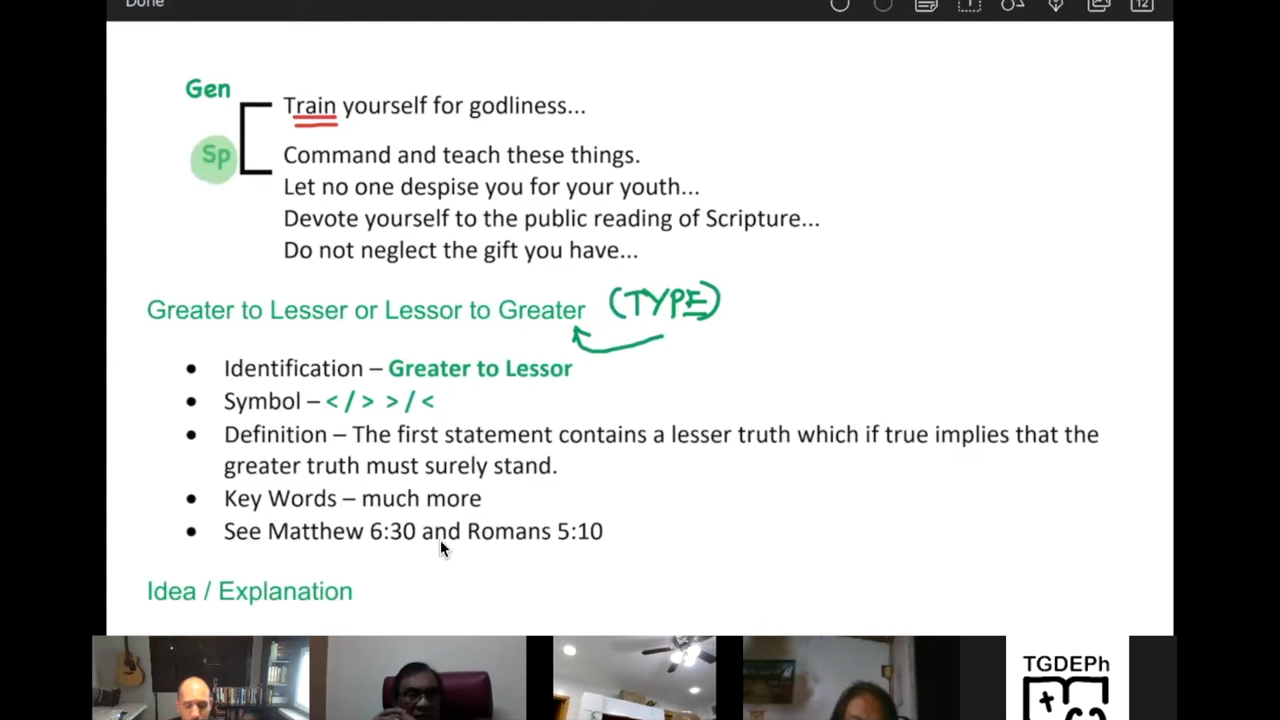 Done
12
Gen
Train yourself for godliness...
Sp
Command and teach these things.
Let no one despise you for your youth...
Devote yourself to the public reading of Scripture...
Do not neglect the gift you have...
Greater to Lesser or Lessor to Greater (TYPE)
• Identification – Greater to Lessor
• Symbol – < / > > / <
• Definition – The first statement contains a lesser truth which if true implies that the
greater truth must surely stand.
• Key Words – much more
• See Matthew 6:30 and Romans 5:10
Idea / Explanation
TGDEPh